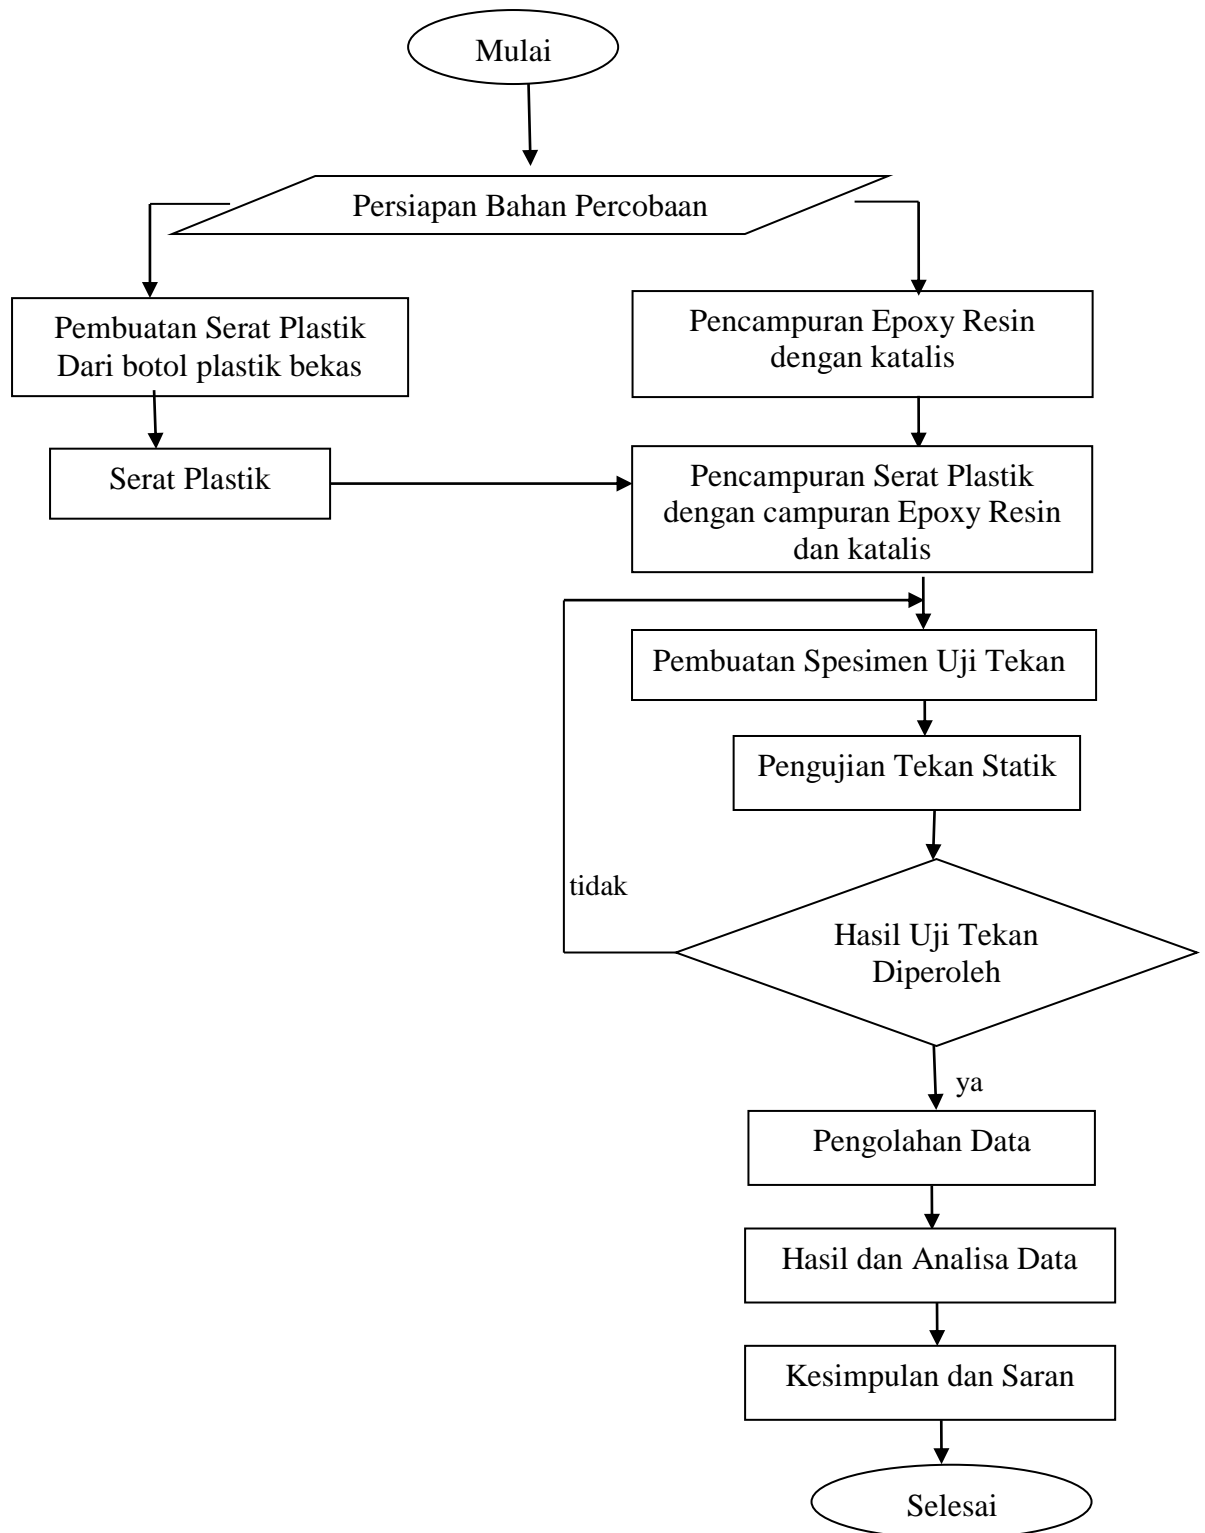 Mulai
Persiapan Bahan Percobaan
Pembuatan Serat Plastik
Dari botol plastik bekas
Pencampuran Epoxy Resin
dengan katalis
Serat Plastik
Pencampuran Serat Plastik
dengan campuran Epoxy Resin
dan katalis
Pembuatan Spesimen Uji Tekan
Pengujian Tekan Statik
tidak
Hasil Uji Tekan
Diperoleh
ya
Pengolahan Data
Hasil dan Analisa Data
Kesimpulan dan Saran
Selesai